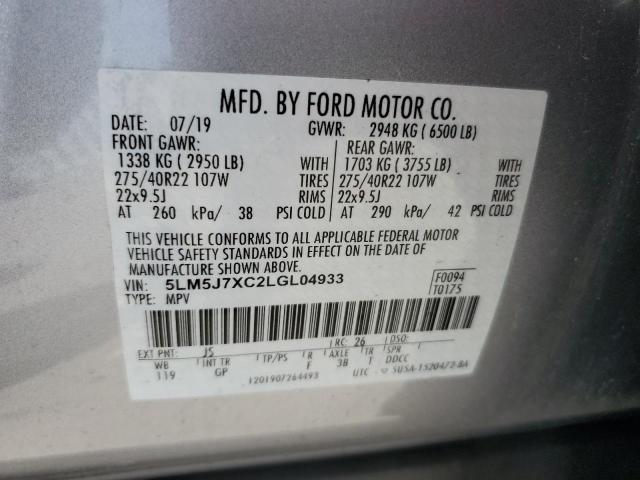 MFD. BY FORD MOTOR CO.
DATE: 07/19 GVWR: 2948 KG ( 6500 LB)
FRONT GAWR: REAR GAWR:
1338 KG ( 2950 LB) WITH 1703 KG ( 3755 LB) WITH
275/40R22 107W TIRES 275/40R22 107W TIRES
22x9.5J RIMS 22x9.5J RIMS
AT 260 kPa/ 38 PSI COLD AT 290 kPa/ 42 PSI COLD
THIS VEHICLE CONFORMS TO ALL APPLICABLE FEDERAL MOTOR
VEHICLE SAFETY STANDARDS IN EFFECT ON THE DATE OF
MANUFACTURE SHOWN ABOVE.
VIN: 5LM5J7XC2LGL04933 F0094
TYPE: MPV T0175
EXT PNT: JS RC: 26 DSO:
WB INT TR TP/PS R AXLE TR SPR
119 GP F 3B T DDCC
1201907264493 UTC SUSA-1520472-BA